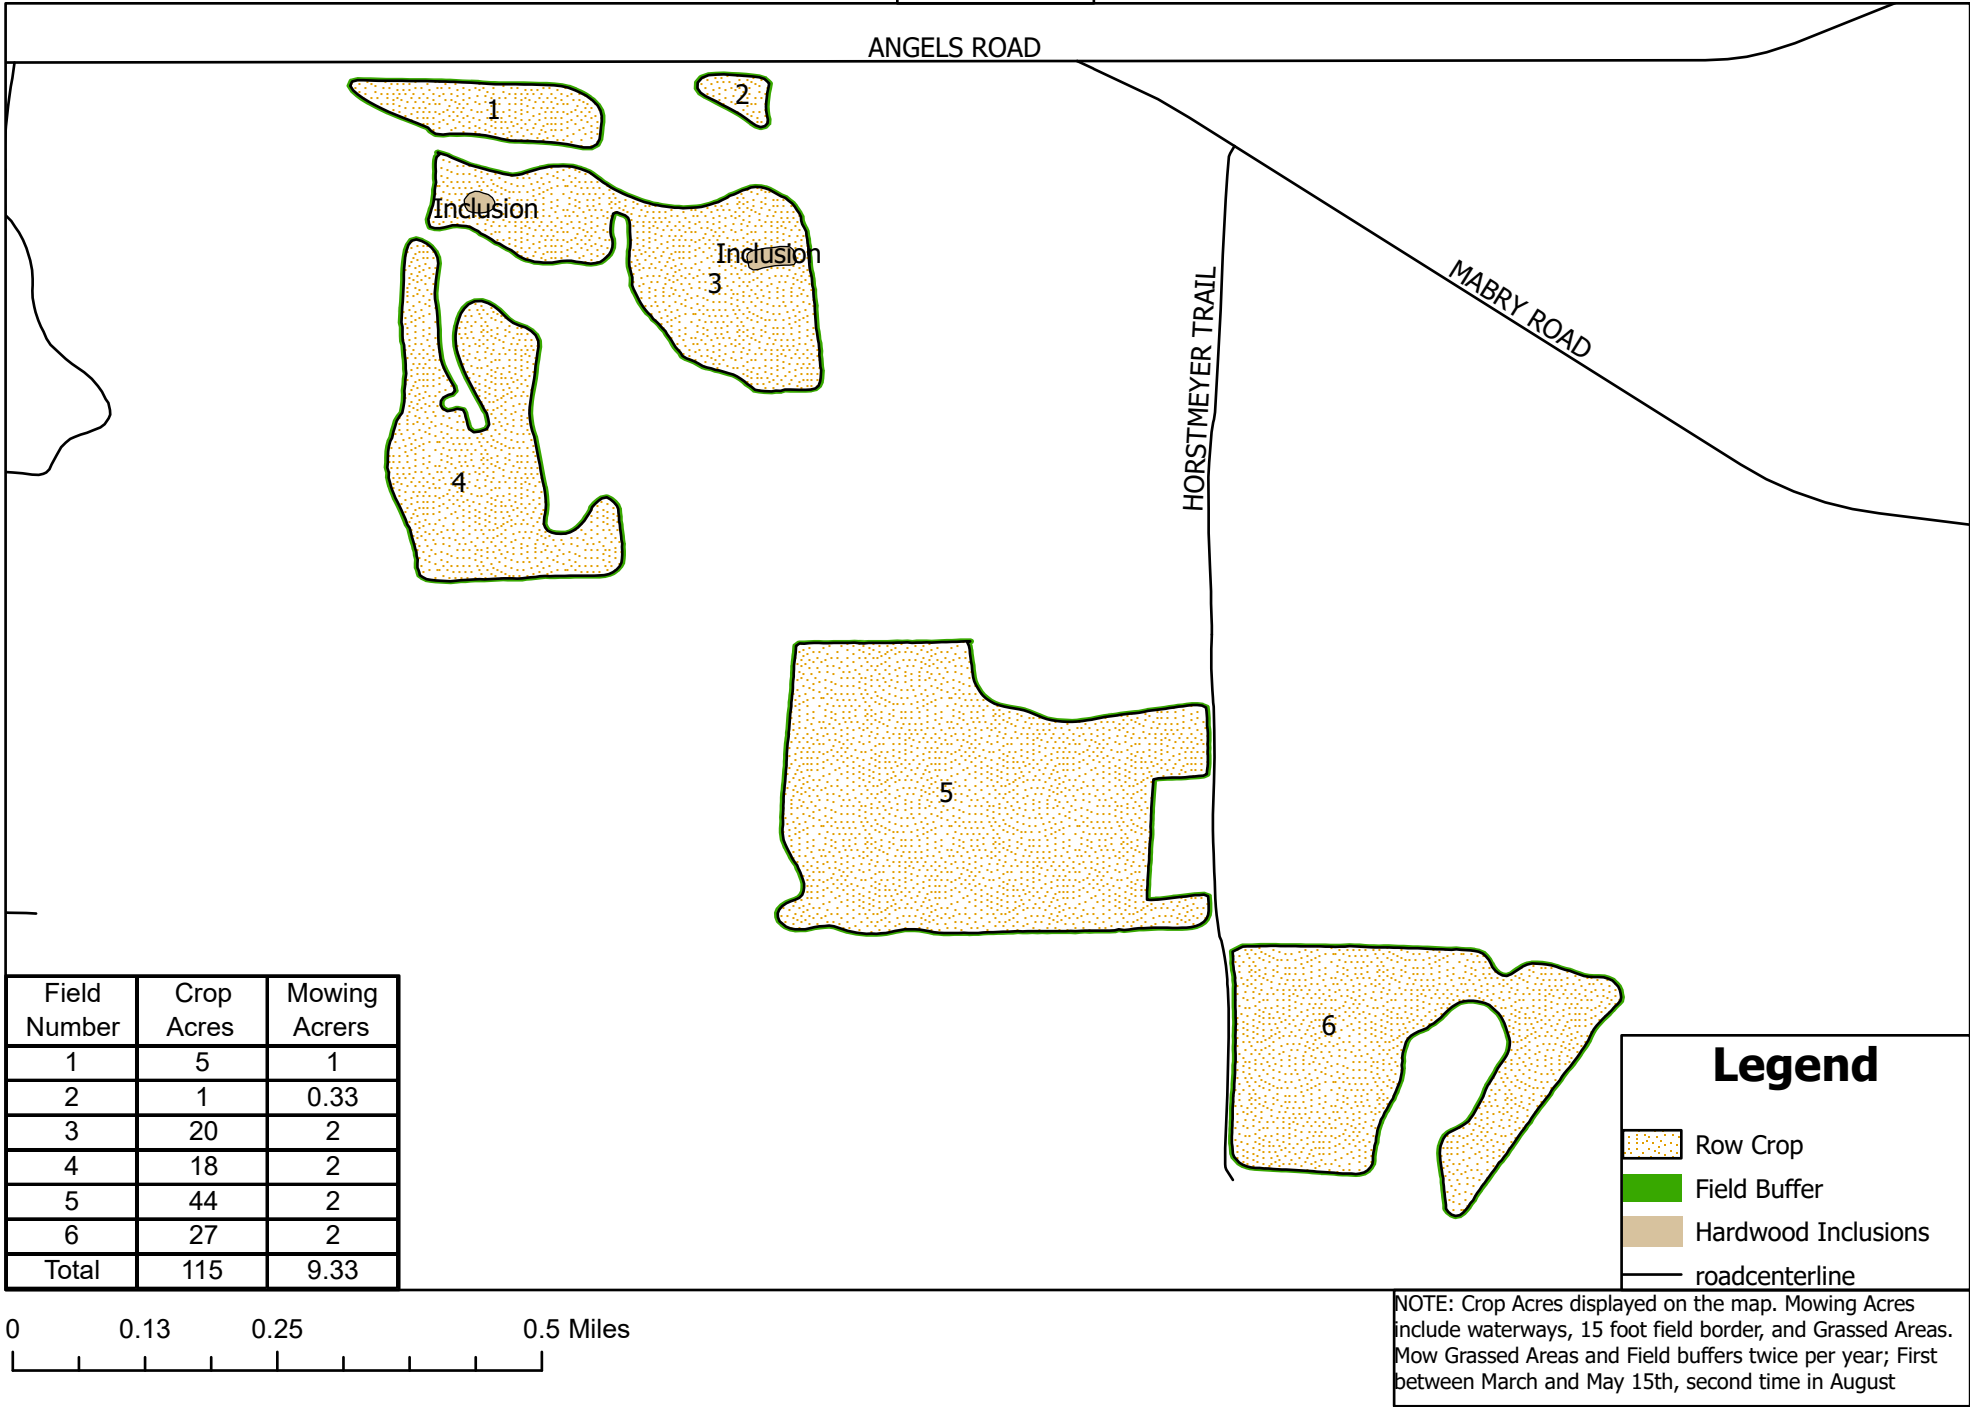 ANGELS ROAD
1
2
Inclusion
Inclusion
3
MABRY ROAD
HORSTMEYER TRAIL
4
5
6
Field Number Crop Acres Mowing Acrers
1 5 1
2 1 0.33
3 20 2
4 18 2
5 44 2
6 27 2
Total 115 9.33
Legend
Row Crop
Field Buffer
Hardwood Inclusions
roadcenterline
0 0.13 0.25 0.5 Miles
NOTE: Crop Acres displayed on the map. Mowing Acres
include waterways, 15 foot field border, and Grassed Areas.
Mow Grassed Areas and Field buffers twice per year; First
between March and May 15th, second time in August